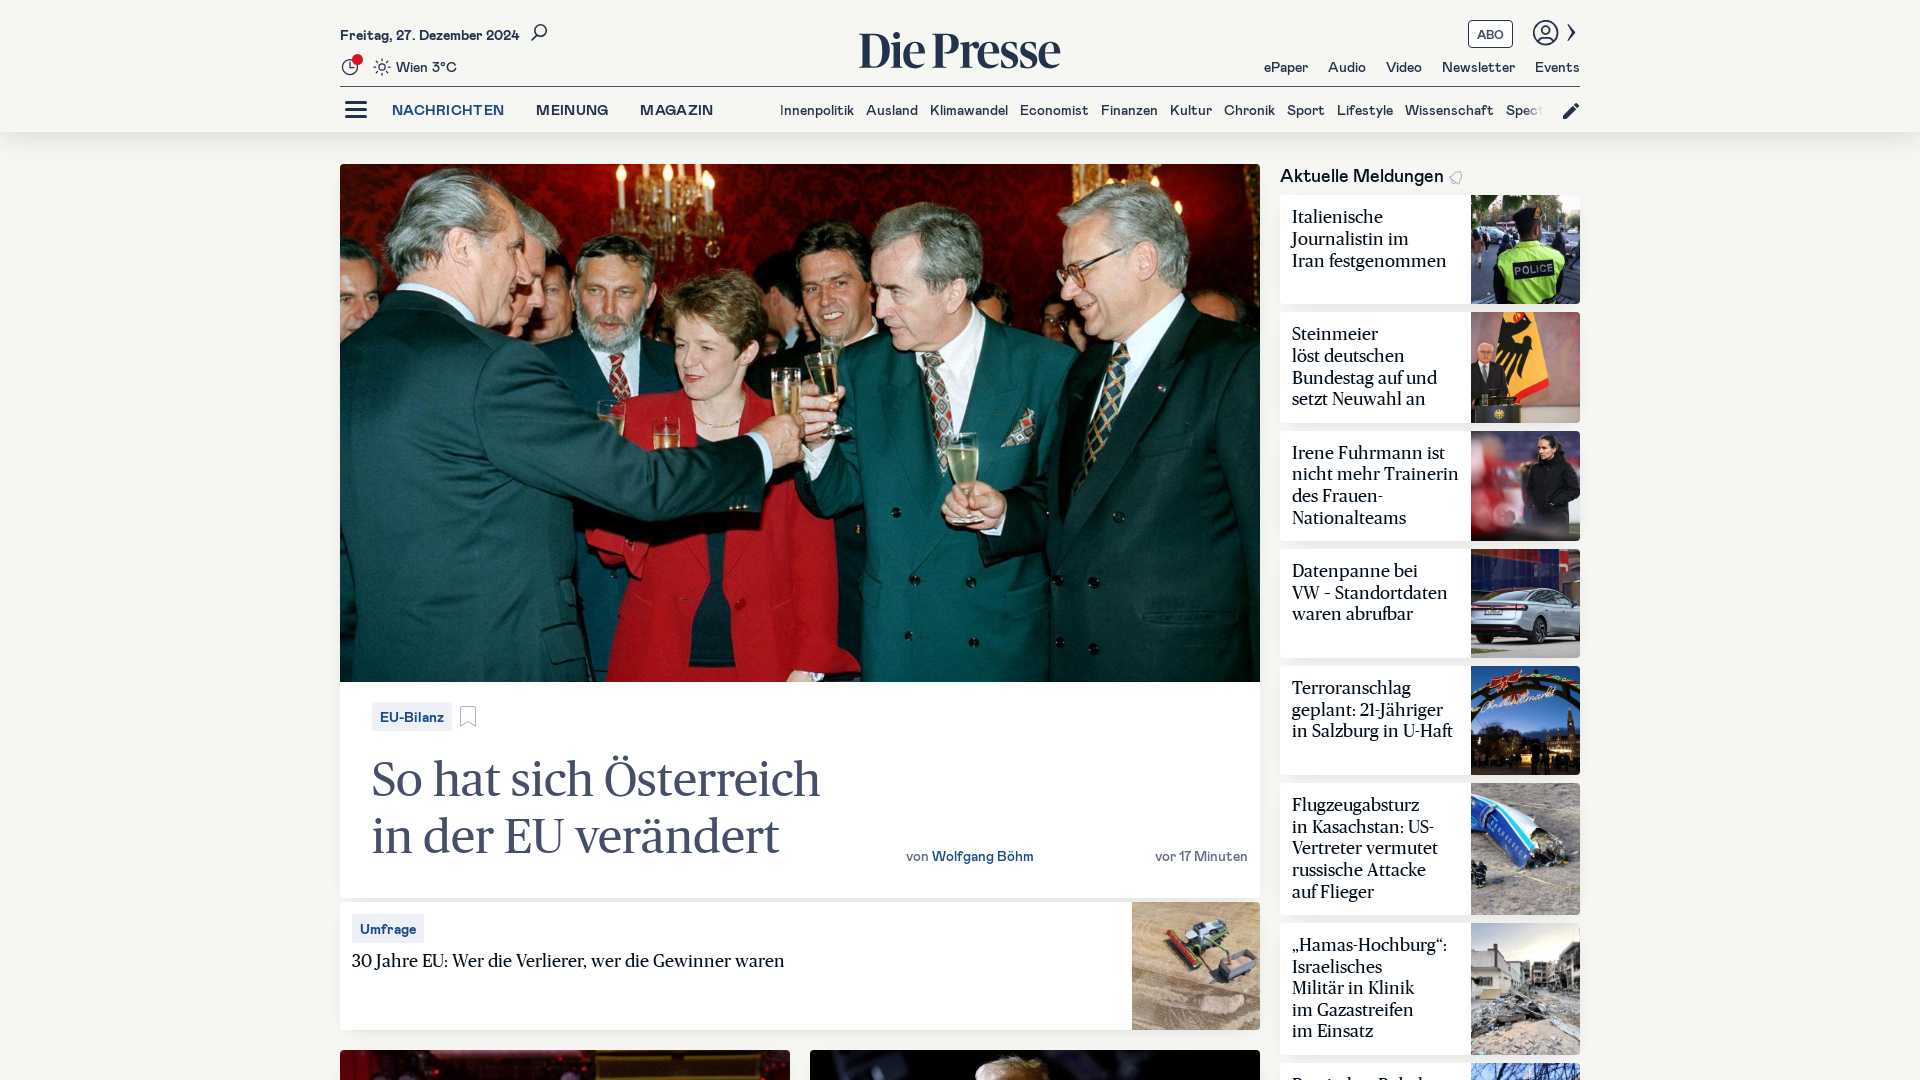 Freitag, 27. Dezember 2024
Wien 3°C
Die Presse
ABO
ePaper Audio Video Newsletter Events
NACHRICHTEN MEINUNG MAGAZIN
Innenpolitik Ausland Klimawandel Economist Finanzen Kultur Chronik Sport Lifestyle Wissenschaft Spect
EU-Bilanz
So hat sich Österreich
in der EU verändert
von Wolfgang Böhm
vor 17 Minuten
Umfrage
30 Jahre EU: Wer die Verlierer, wer die Gewinner waren
Aktuelle Meldungen
Italienische
Journalistin im
Iran festgenommen
POLICE
Steinmeier
löst deutschen
Bundestag auf und
setzt Neuwahl an
Irene Fuhrmann ist
nicht mehr Trainerin
des Frauen-
Nationalteams
Datenpanne bei
VW – Standortdaten
waren abrufbar
Terroranschlag
geplant: 21-Jähriger
in Salzburg in U-Haft
Christkindlmarkt
Flugzeugabsturz
in Kasachstan: US-
Vertreter vermutet
russische Attacke
auf Flieger
„Hamas-Hochburg“:
Israelisches
Militär in Klinik
im Gazastreifen
im Einsatz